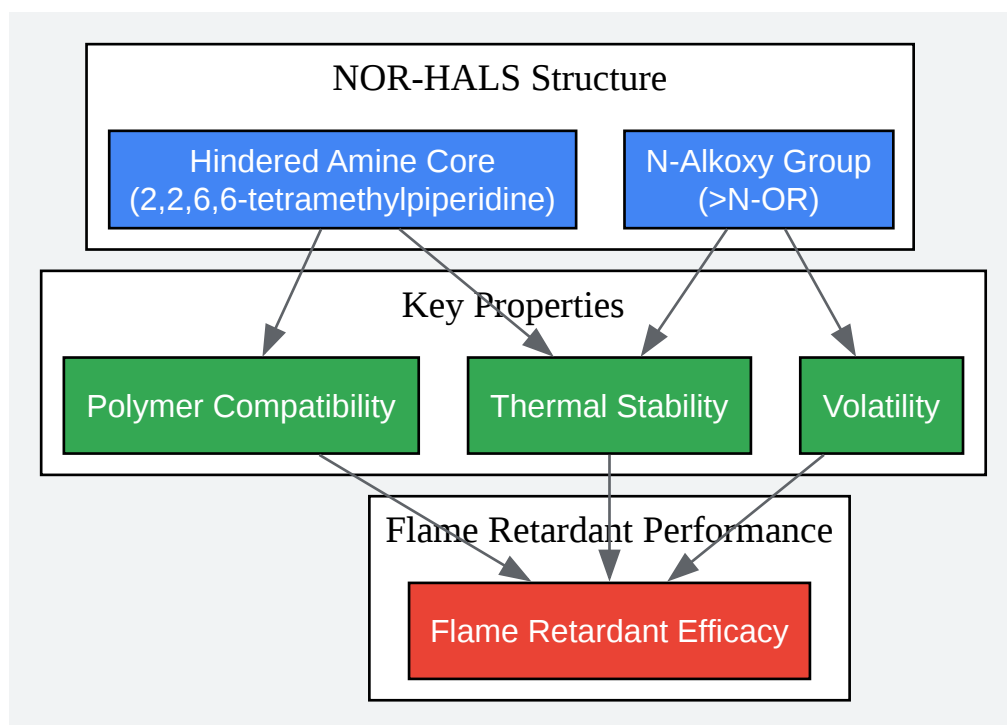 NOR-HALS Structure
Hindered Amine Core
(2,2,6,6-tetramethylpiperidine)
N-Alkoxy Group
(>N-OR)
Key Properties
Polymer Compatibility
Thermal Stability
Volatility
Flame Retardant Performance
Flame Retardant Efficacy